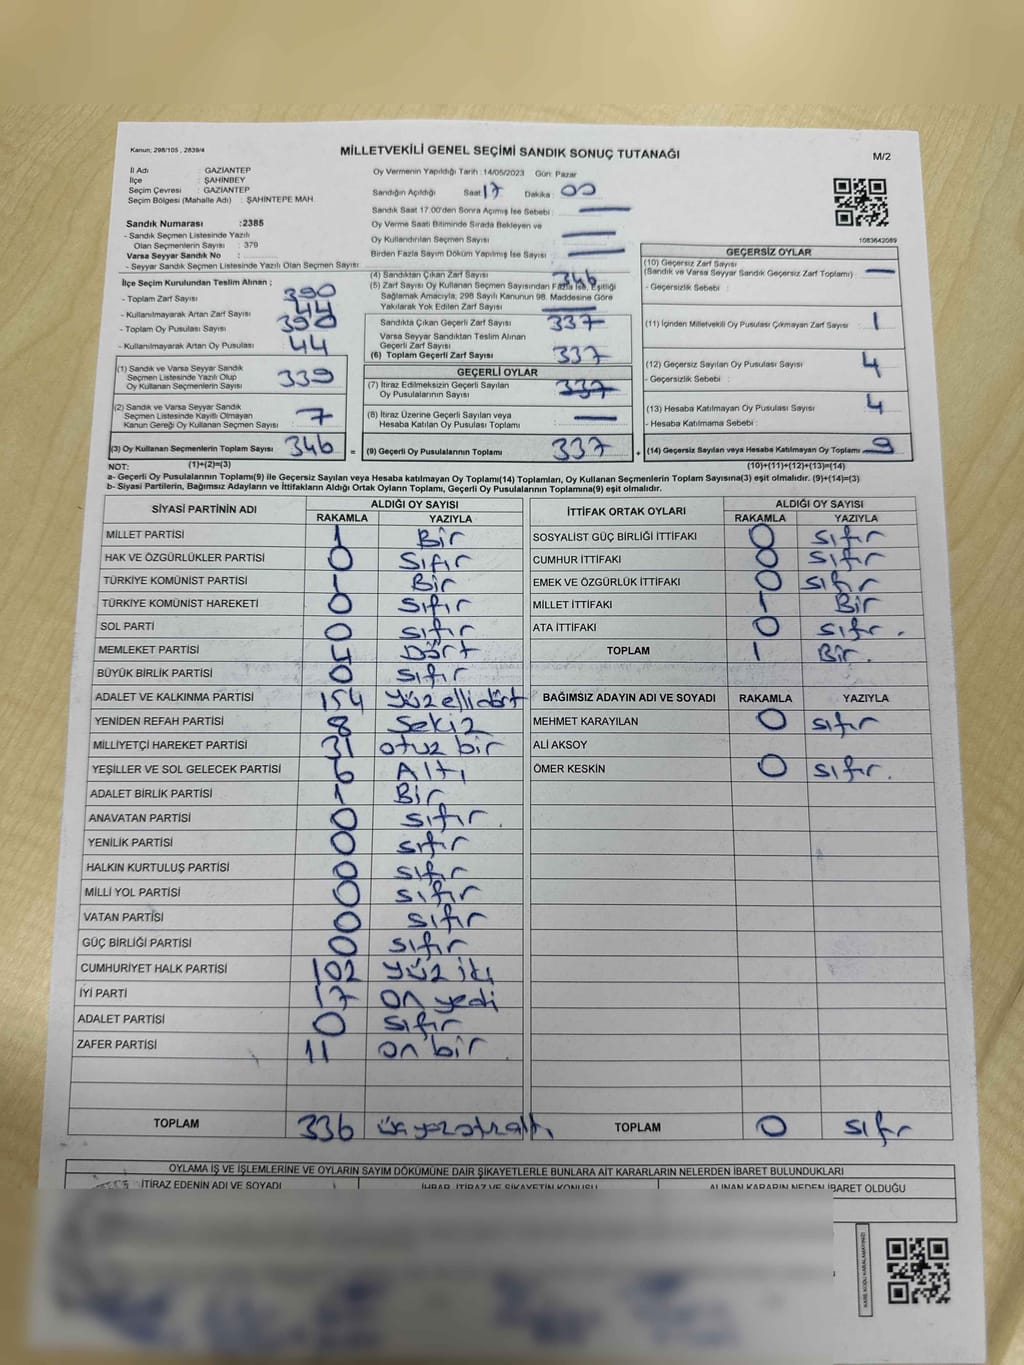 Kanun; 298/105 , 2839/4
MİLLETVEKİLİ GENEL SEÇİMİ SANDIK SONUÇ TUTANAĞI
M/2
İl Adı : GAZİANTEP
İlçe : ŞAHİNBEY
Seçim Çevresi : GAZİANTEP
Seçim Bölgesi (Mahalle Adı) : ŞAHİNTEPE MAH.
Sandık Numarası :2385
- Sandık Seçmen Listesinde Yazılı
Olan Seçmenlerin Sayısı : 379
Varsa Seyyar Sandık No :
- Seyyar Sandık Seçmen Listesinde Yazılı Olan Seçmen Sayısı
Oy Vermenin Yapıldığı Tarih : 14/05/2023 Gün: Pazar
Sandığın Açıldığı Saat 17 Dakika : 00
Sandık Saat 17:00'den Sonra Açılmış İse Sebebi :
Oy Verme Saati Bitiminde Sırada Bekleyen ve
Oy Kullandırılan Seçmen Sayısı
Birden Fazla Sayım Döküm Yapılmış İse Sayısı :
1083642089
İlçe Seçim Kurulundan Teslim Alınan ;
- Toplam Zarf Sayısı 390
- Kullanılmayarak Artan Zarf Sayısı : 44
- Toplam Oy Pusulası Sayısı 390
- Kullanılmayarak Artan Oy Pusulası 44
(1) Sandık ve Varsa Seyyar Sandık
Seçmen Listesinde Yazılı Olup
Oy Kullanan Seçmenlerin Sayısı 339
(2) Sandık ve Varsa Seyyar Sandık
Seçmen Listesinde Kayıtlı Olmayan
Kanun Gereği Oy Kullanan Seçmen Sayısı : 7
(3) Oy Kullanan Seçmenlerin Toplam Sayısı 346
(1)+(2)=(3)
(4) Sandıktan Çıkan Zarf Sayısı 346
(5) Zarf Sayısı Oy Kullanan Seçmen Sayısından Fazla İse, Eşitliği
Sağlamak Amacıyla, 298 Sayılı Kanunun 98. Maddesine Göre
Yakılarak Yok Edilen Zarf Sayısı
Sandıkta Çıkan Geçerli Zarf Sayısı 337
Varsa Seyyar Sandıktan Teslim Alınan
Geçerli Zarf Sayısı
(6) Toplam Geçerli Zarf Sayısı 337
GEÇERLİ OYLAR
(7) İtiraz Edilmeksizin Geçerli Sayılan
Oy Pusulalarının Sayısı 337
(8) İtiraz Üzerine Geçerli Sayılan veya
Hesaba Katılan Oy Pusulası Toplamı
= (9) Geçerli Oy Pusulalarının Toplamı 337
GEÇERSİZ OYLAR
(10) Geçersiz Zarf Sayısı
(Sandık ve Varsa Seyyar Sandık Geçersiz Zarf Toplamı) :
- Geçersizlik Sebebi :
(11) İçinden Milletvekili Oy Pusulası Çıkmayan Zarf Sayısı : 1
(12) Geçersiz Sayılan Oy Pusulası Sayısı : 4
- Geçersizlik Sebebi :
(13) Hesaba Katılmayan Oy Pusulası Sayısı : 4
- Hesaba Katılmama Sebebi :
+ (14) Geçersiz Sayılan veya Hesaba Katılmayan Oy Toplamı 9
(10)+(11)+(12)+(13)=(14)
NOT:
a- Geçerli Oy Pusulalarının Toplamı(9) ile Geçersiz Sayılan veya Hesaba katılmayan Oy Toplamı(14) Toplamları, Oy Kullanan Seçmenlerin Toplam Sayısına(3) eşit olmalıdır. (9)+(14)=(3)
b- Siyasi Partilerin, Bağımsız Adayların ve İttifakların Aldığı Ortak Oyların Toplamı, Geçerli Oy Pusulalarının Toplamına(9) eşit olmalıdır.
SİYASİ PARTİNİN ADI ALDIĞI OY SAYISI
RAKAMLA YAZIYLA
MİLLET PARTİSİ 1 Bir
HAK VE ÖZGÜRLÜKLER PARTİSİ 0 Sıfır
TÜRKİYE KOMÜNİST PARTİSİ 1 Bir
TÜRKİYE KOMÜNİST HAREKETİ 0 Sıfır
SOL PARTİ 0 sıfır
MEMLEKET PARTİSİ Dört
BÜYÜK BİRLİK PARTİSİ 0 sıfır
ADALET VE KALKINMA PARTİSİ 154 yüz elli dört
YENİDEN REFAH PARTİSİ 8 Sekiz
MİLLİYETÇİ HAREKET PARTİSİ 31 otuz bir
YEŞİLLER VE SOL GELECEK PARTİSİ 6 Altı
ADALET BİRLİK PARTİSİ 1 Bir
ANAVATAN PARTİSİ 0 sıfır.
YENİLİK PARTİSİ 0 sıfır
HALKIN KURTULUŞ PARTİSİ 0 sıfır
MİLLİ YOL PARTİSİ 0 sıfır
VATAN PARTİSİ 0 sıfır
GÜÇ BİRLİĞİ PARTİSİ 0 sıfır
CUMHURİYET HALK PARTİSİ 102 yüz iki
İYİ PARTİ 17 on yedi
ADALET PARTİSİ 0 sıfır
ZAFER PARTİSİ 11 on bir
TOPLAM 336 üçyüzotuzaltı
İTTİFAK ORTAK OYLARI ALDIĞI OY SAYISI
RAKAMLA YAZIYLA
SOSYALİST GÜÇ BİRLİĞİ İTTİFAKI 0 sıfır
CUMHUR İTTİFAKI 0 sıfır
EMEK VE ÖZGÜRLÜK İTTİFAKI 0 sıfır
MİLLET İTTİFAKI 1 Bir
ATA İTTİFAKI 0 sıfır.
TOPLAM 1 Bir.
BAĞIMSIZ ADAYIN ADI VE SOYADI RAKAMLA YAZIYLA
MEHMET KARAYILAN 0 sıfır
ALİ AKSOY
ÖMER KESKİN 0 sıfır.
TOPLAM 0 sıfır
OYLAMA İŞ VE İŞLEMLERİNE VE OYLARIN SAYIM DÖKÜMÜNE DAİR ŞİKAYETLERLE BUNLARA AİT KARARLARIN NELERDEN İBARET BULUNDUKLARI
İTİRAZ EDENİN ADI VE SOYADI İHBAR, İTİRAZ VE ŞİKAYETİN KONUSU ALINAN KARARIN NEDEN İBARET OLDUĞU
KARE KODU KARALAMAYINIZ!